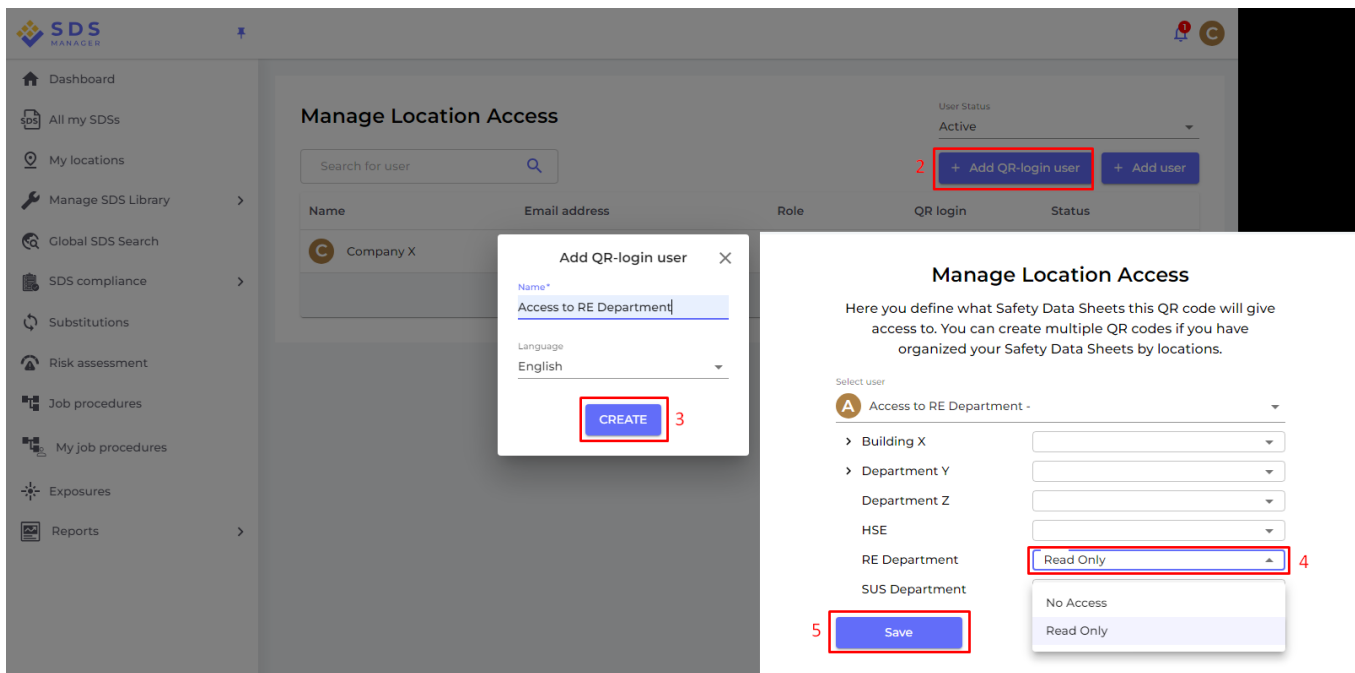 SDS
MANAGER
1
C
Dashboard
SDS
All my SDSs
My locations
Manage SDS Library
Global SDS Search
SDS compliance
Substitutions
Risk assessment
Job procedures
My job procedures
Exposures
Reports
Manage Location Access
User Status
Active
Search for user
2
+ Add QR-login user
+ Add user
Name Email address Role QR login Status
C Company X
Add QR-login user
Name*
Access to RE Department
Language
English
CREATE
3
Manage Location Access
Here you define what Safety Data Sheets this QR code will give
access to. You can create multiple QR codes if you have
organized your Safety Data Sheets by locations.
Select user
A Access to RE Department -
Building X
Department Y
Department Z
HSE
RE Department Read Only 4
SUS Department
No Access
Read Only
5 Save